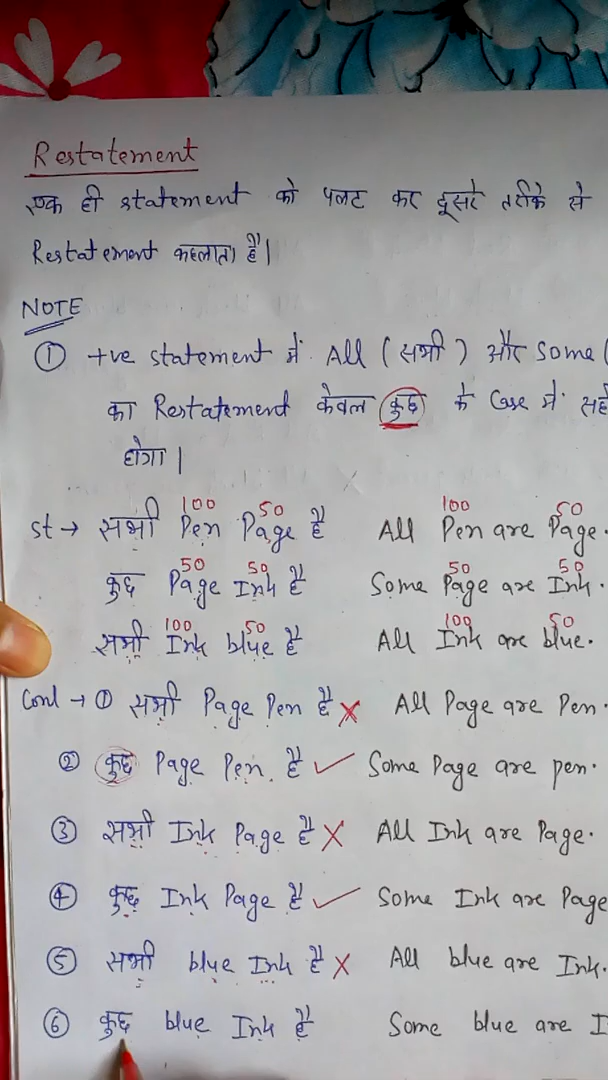 Restatement
एक ही statement को पलट कर दूसरे तरीके से
Restatement कहलाता है।
NOTE
① +ve statement में All (सभी) और Some (
का Restatement केवल कुछ के Case में
होगा।
100 50 100 50
st → सभी Pen Page है All Pen are Page.
50 50 50 50
कुछ Page Ink है Some Page are Ink.
100 50 100 50
सभी Ink blue है All Ink are blue.
Conl → ① सभी Page Pen है ✗ All Page are Pen.
② कुछ Page Pen है ✓ Some Page are pen.
③ सभी Ink Page है ✗ All Ink are Page.
④ कुछ Ink Page है ✓ Some Ink are Page
⑤ सभी blue Ink है ✗ All blue are Ink.
⑥ कुछ blue Ink है Some blue are I